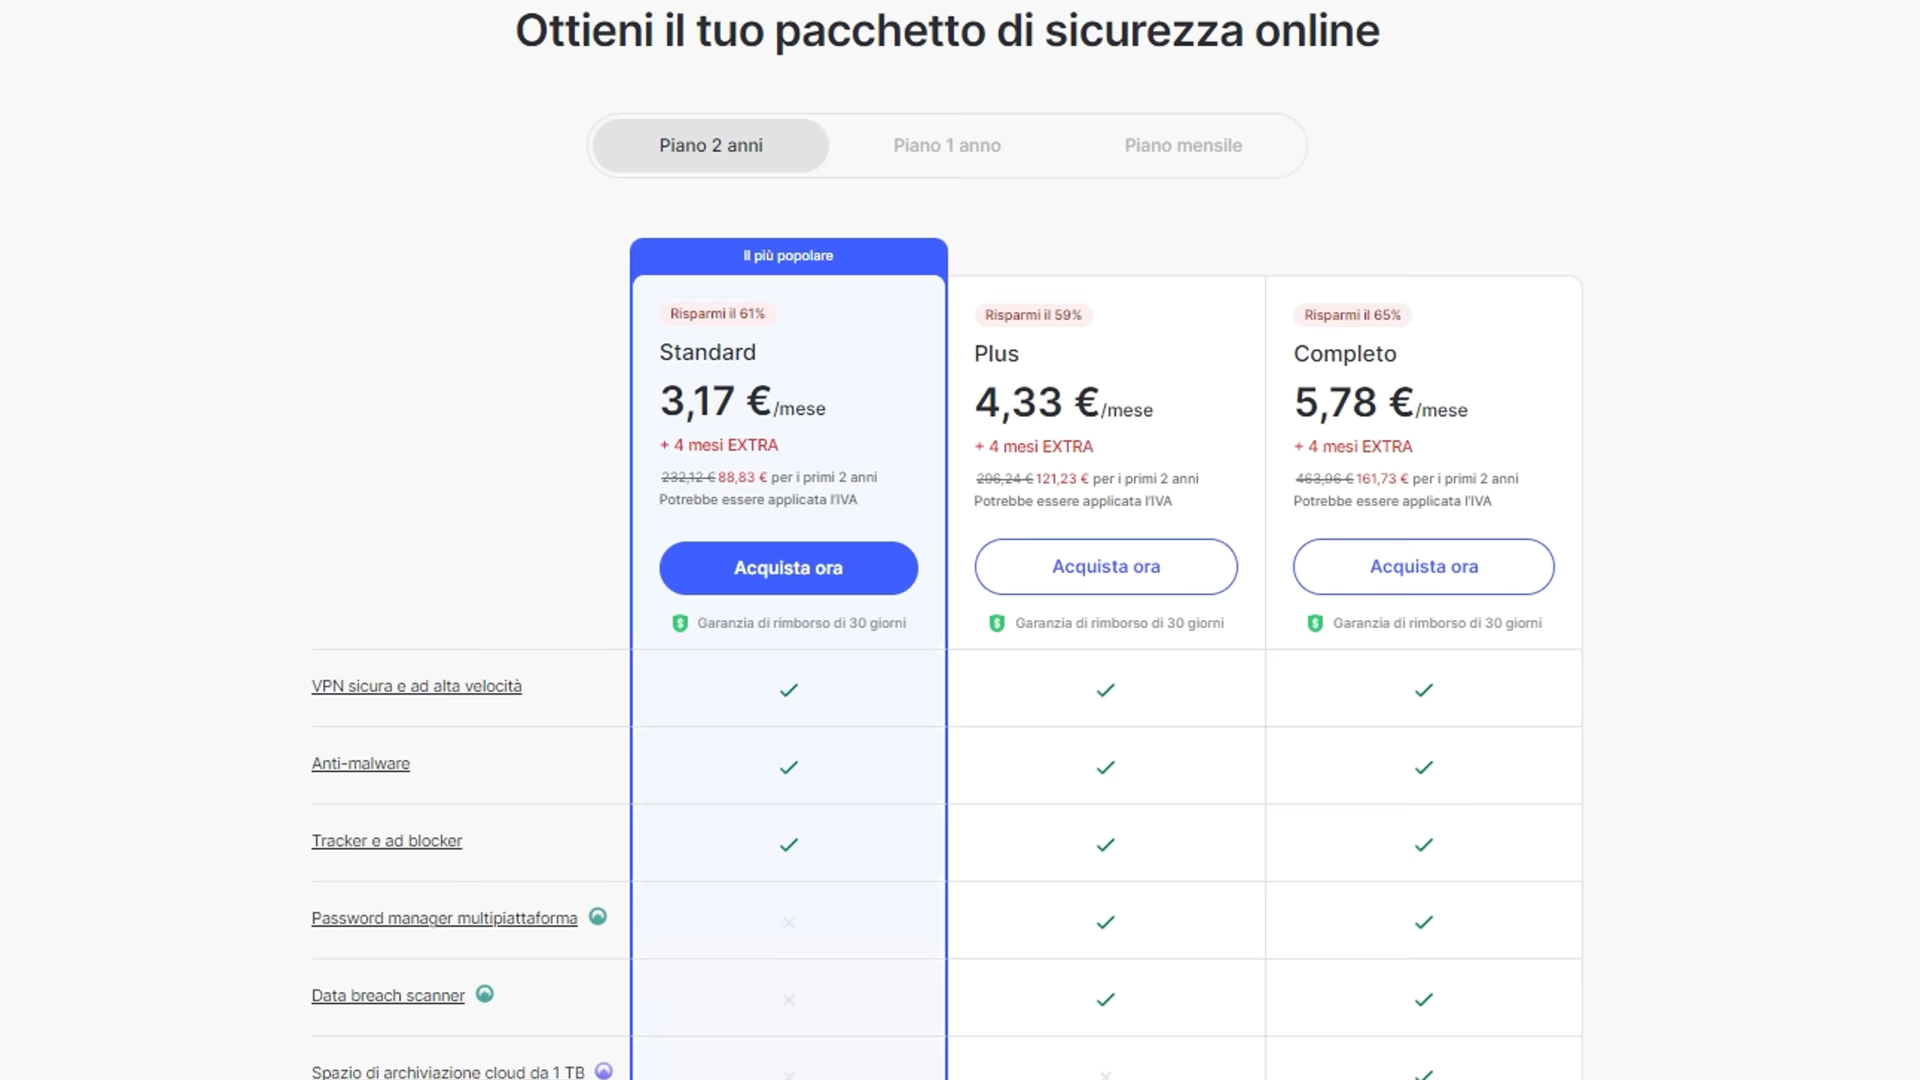 Ottieni il tuo pacchetto di sicurezza online
Piano 2 anni
Piano 1 anno
Piano mensile
Il più popolare
Risparmi il 61%
Standard
3,17 €/mese
+ 4 mesi EXTRA
232,12 € 88,83 € per i primi 2 anni
Potrebbe essere applicata l'IVA
Acquista ora
Garanzia di rimborso di 30 giorni
Risparmi il 59%
Plus
4,33 €/mese
+ 4 mesi EXTRA
296,24 € 121,23 € per i primi 2 anni
Potrebbe essere applicata l'IVA
Acquista ora
Garanzia di rimborso di 30 giorni
Risparmi il 65%
Completo
5,78 €/mese
+ 4 mesi EXTRA
463,96 € 161,73 € per i primi 2 anni
Potrebbe essere applicata l'IVA
Acquista ora
Garanzia di rimborso di 30 giorni
VPN sicura e ad alta velocità
Anti-malware
Tracker e ad blocker
Password manager multipiattaforma
Data breach scanner
Spazio di archiviazione cloud da 1 TB